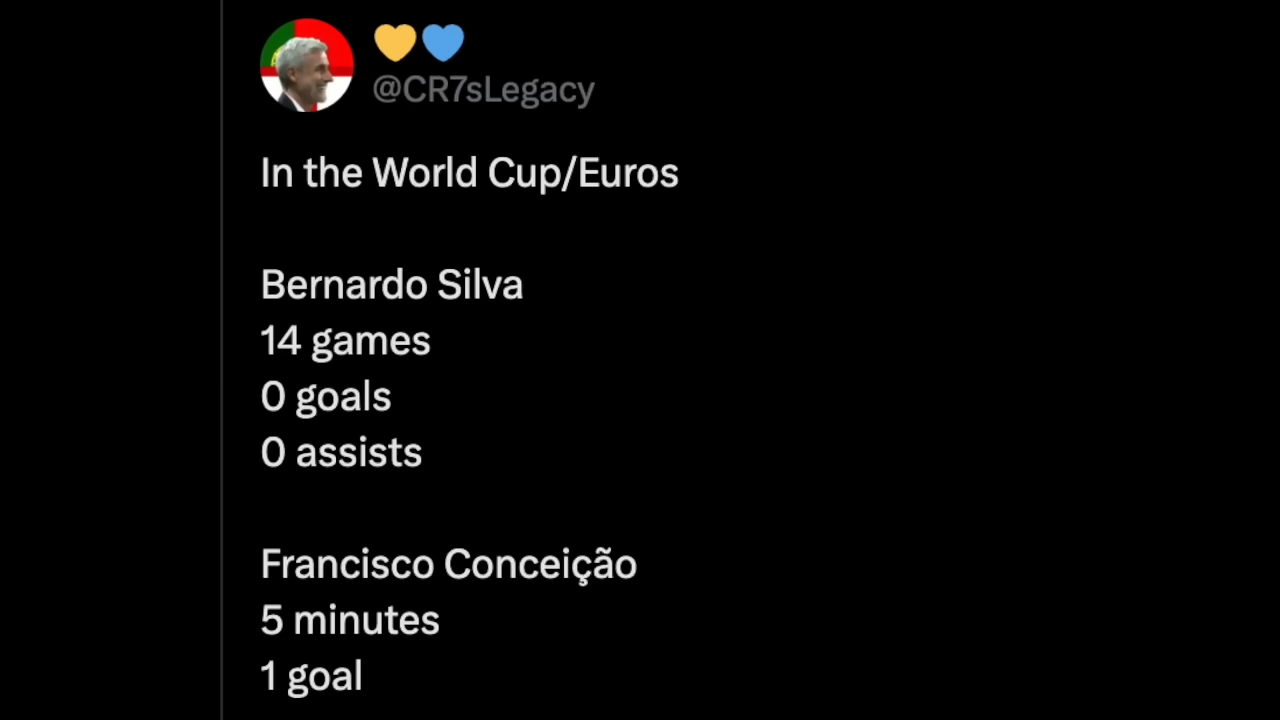 💛💙
@CR7sLegacy
In the World Cup/Euros
Bernardo Silva
14 games
0 goals
0 assists
Francisco Conceição
5 minutes
1 goal